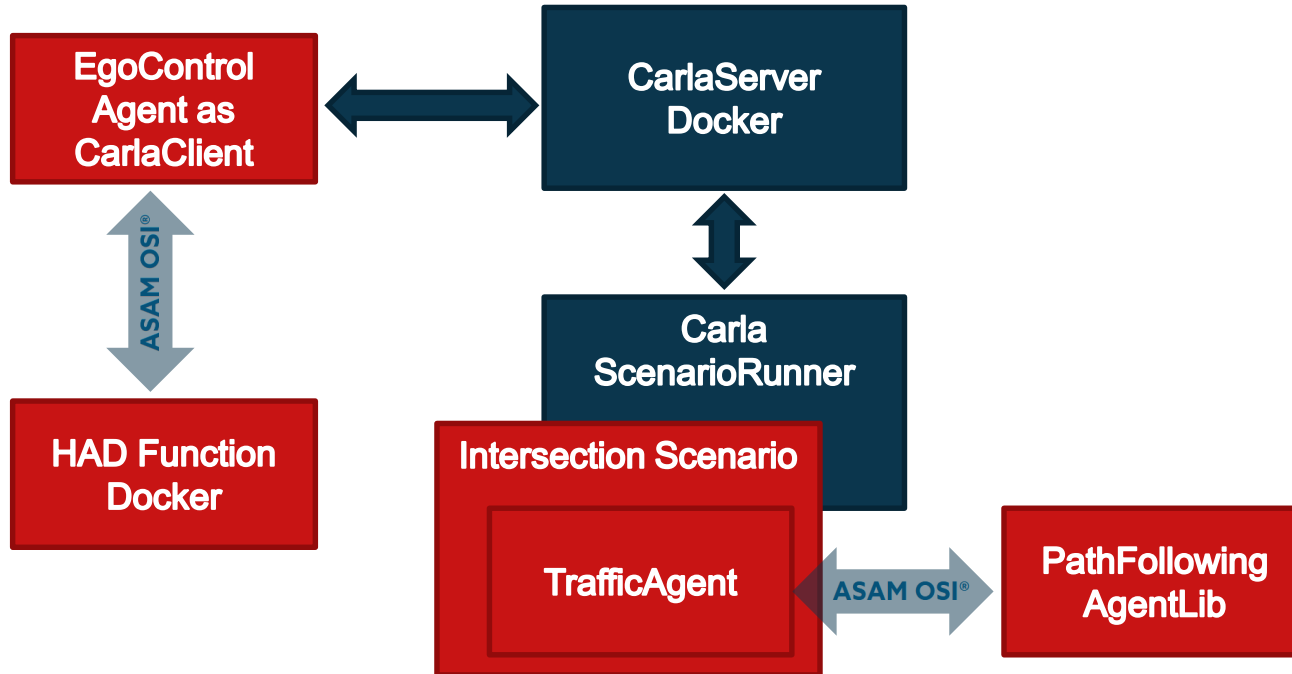 EgoControl
Agent as
CarlaClient
CarlaServer
Docker
ASAM OSI®
Carla
ScenarioRunner
HAD Function
Docker
Intersection Scenario
TrafficAgent
ASAM OSI®
PathFollowing
AgentLib